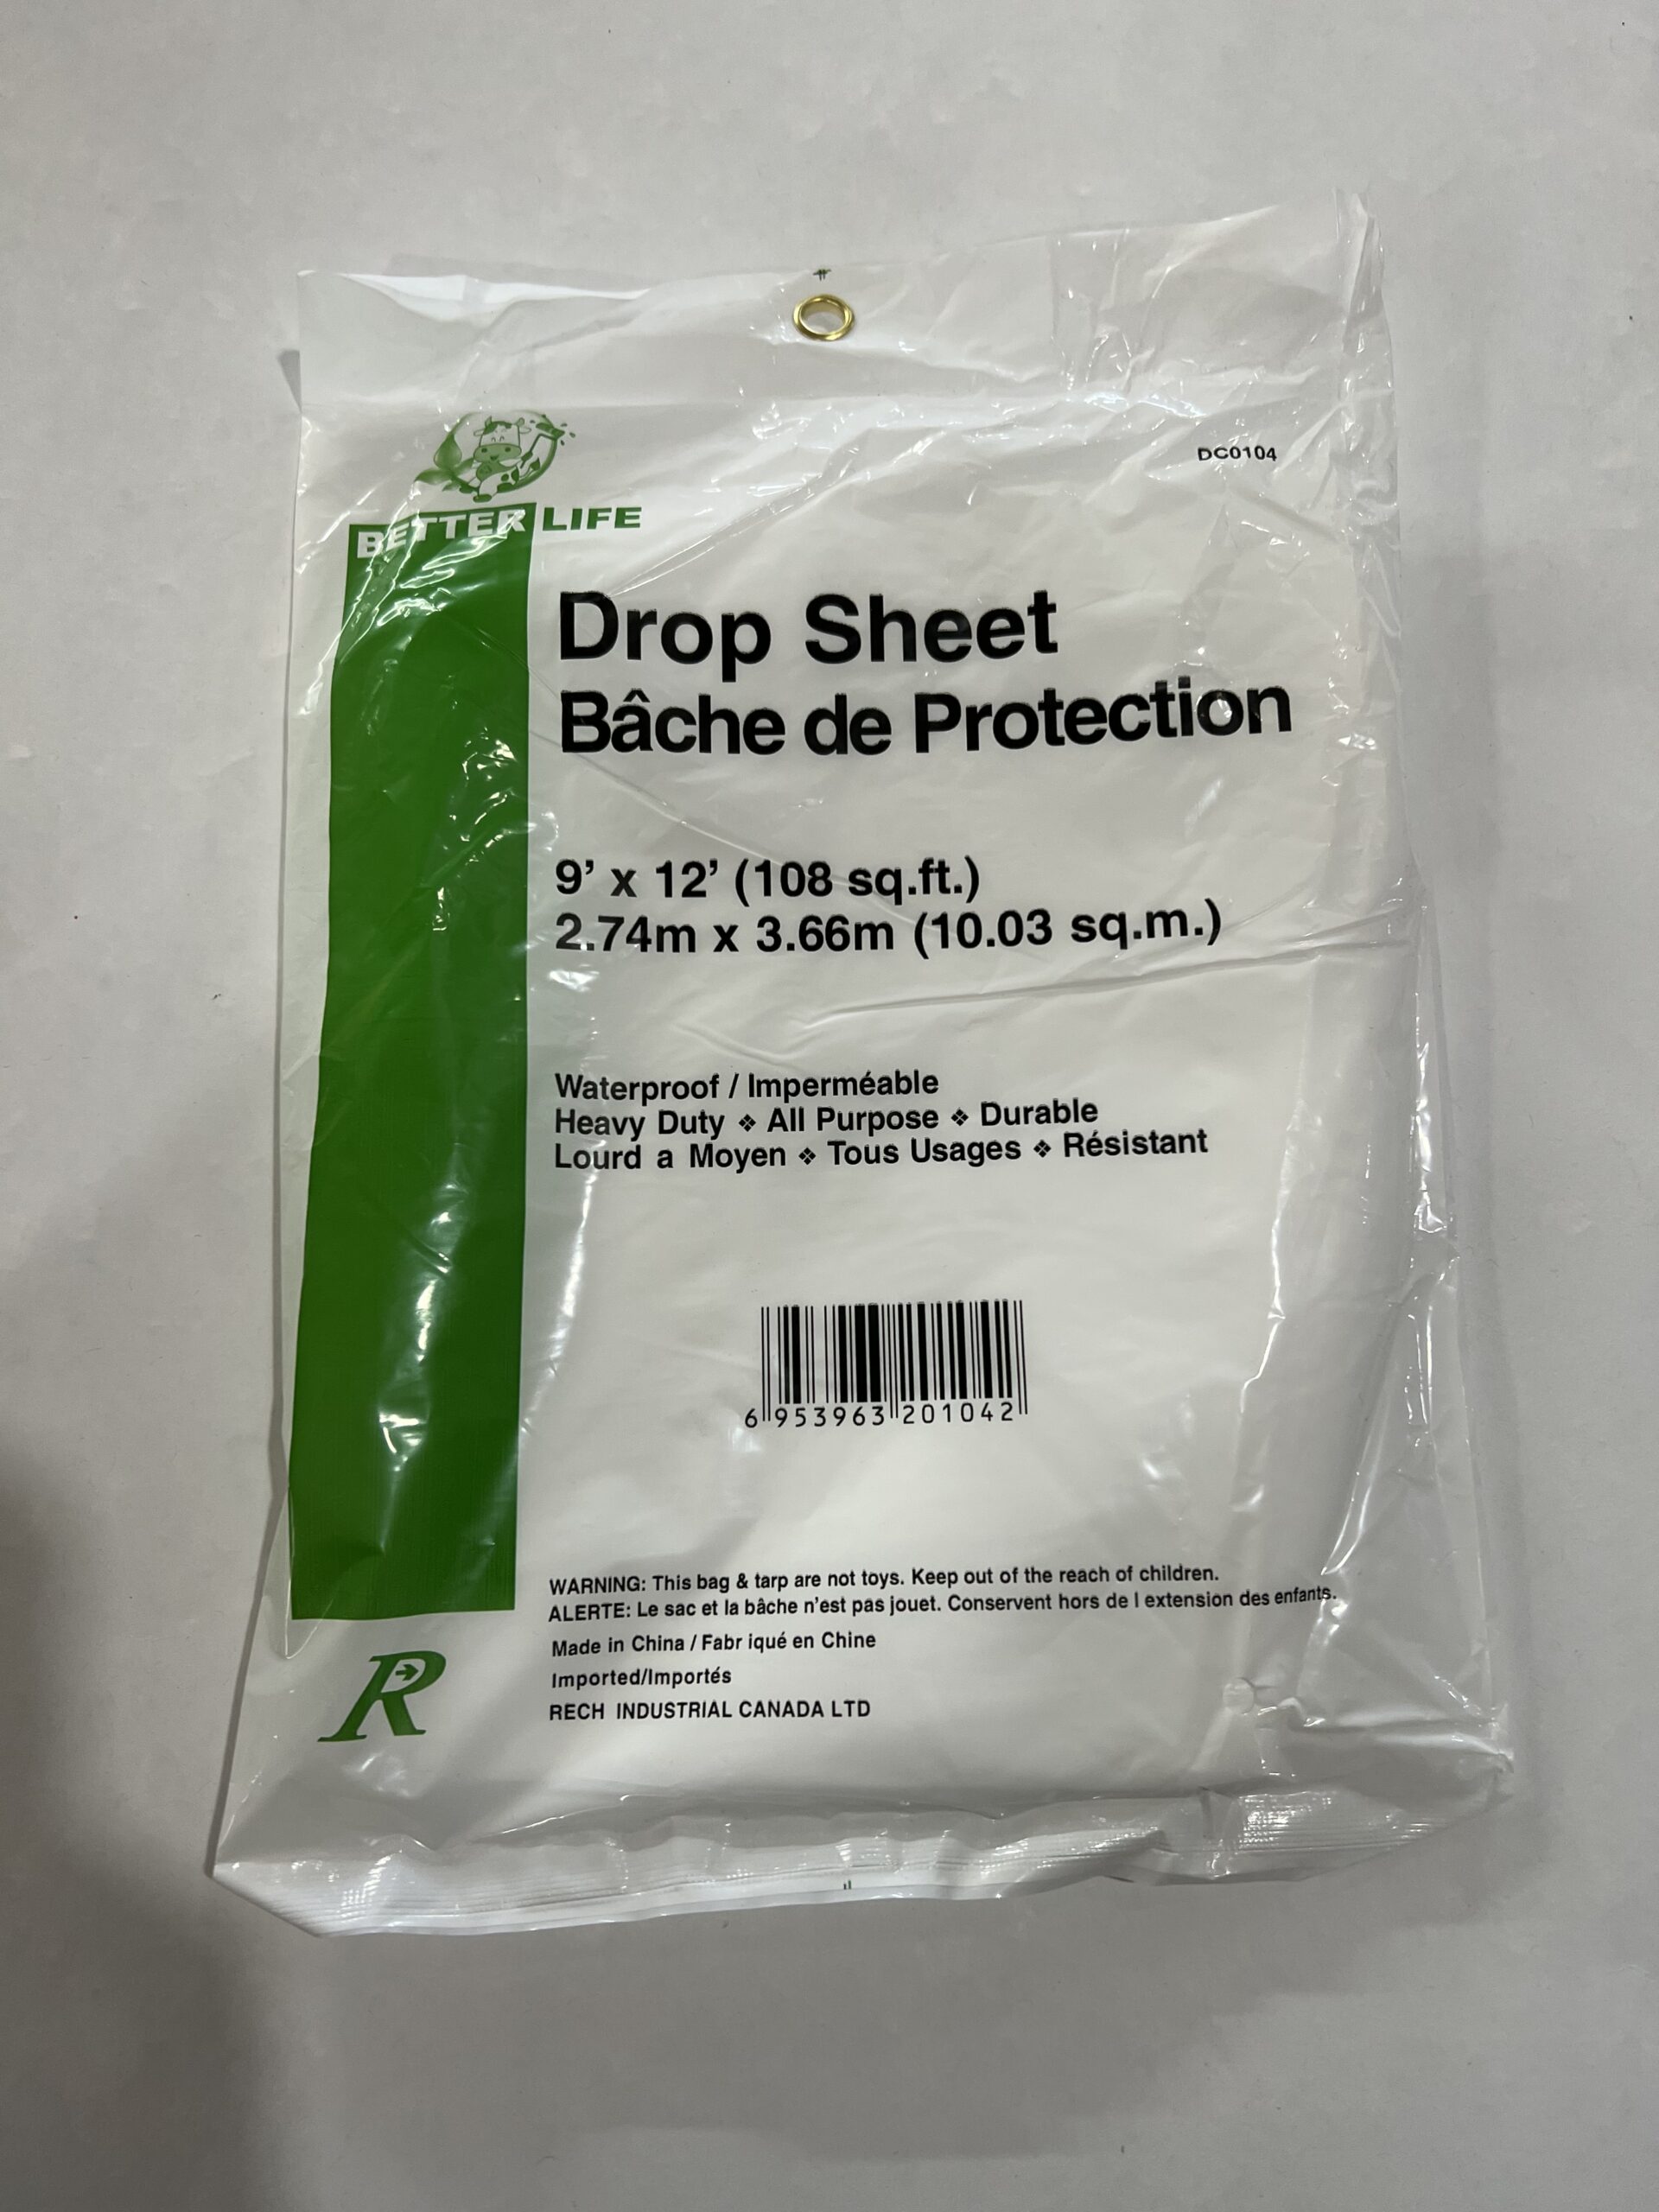 DC0104
BETTER LIFE
Drop Sheet
Bâche de Protection
9' x 12' (108 sq.ft.)
2.74m x 3.66m (10.03 sq.m.)
Waterproof / Imperméable
Heavy Duty ❖ All Purpose ❖ Durable
Lourd a Moyen ❖ Tous Usages ❖ Résistant
6 953963 201042
WARNING: This bag & tarp are not toys. Keep out of the reach of children.
ALERTE: Le sac et la bâche n'est pas jouet. Conservent hors de l extension des enfants.
Made in China / Fabr iqué en Chine
Imported/Importés
RECH INDUSTRIAL CANADA LTD
R